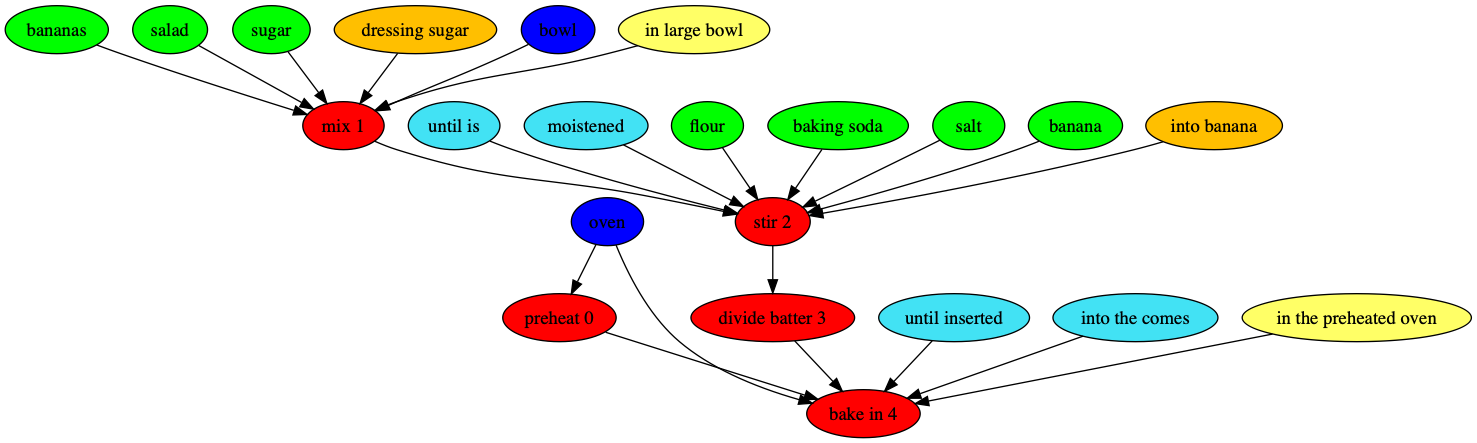 bananas
salad
sugar
dressing sugar
bowl
in large bowl
mix 1
until is
moistened
flour
baking soda
salt
banana
into banana
oven
stir 2
preheat 0
divide batter 3
until inserted
into the comes
in the preheated oven
bake in 4